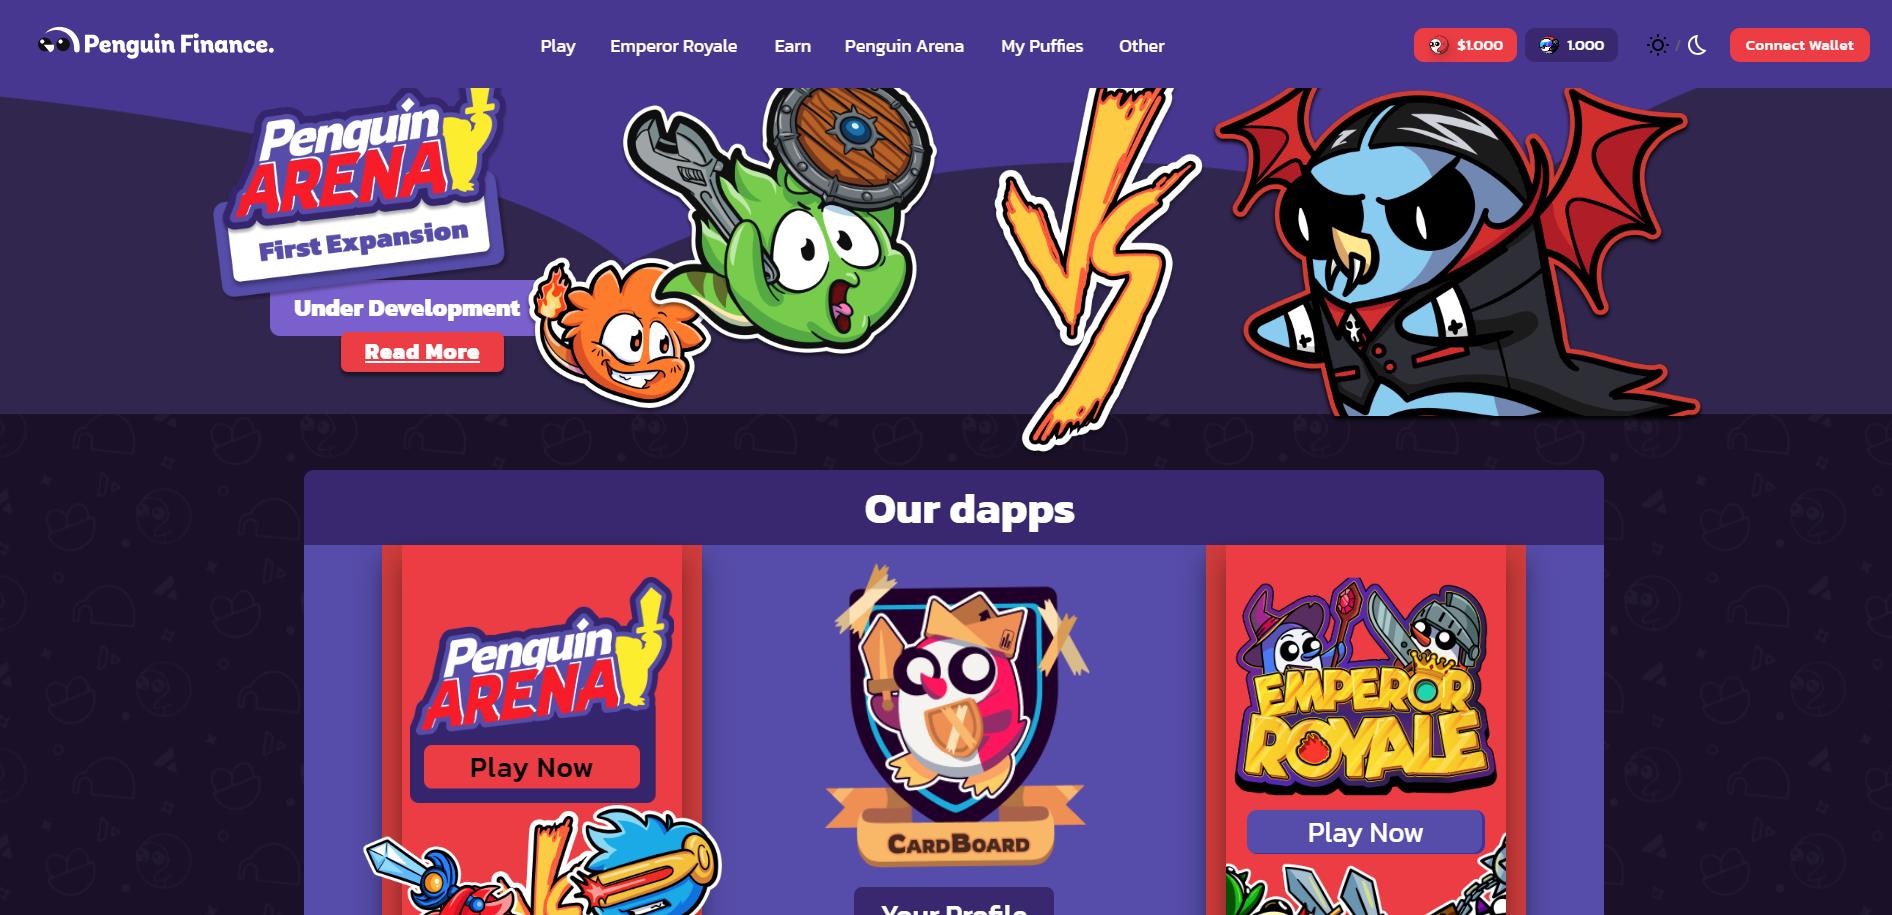 Penguin Finance.
Play
Emperor Royale
Earn
Penguin Arena
My Puffies
Other
$1.000
1.000
/
Connect Wallet
Penguin
ARENA
First Expansion
Under Development
Read More
VS
Our dapps
Penguin
ARENA
Play Now
CARDBOARD
Your Profile
EMPEROR
ROYALE
Play Now